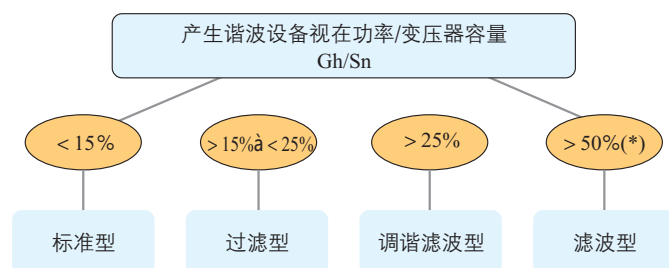 产生谐波设备视在功率/变压器容量
Gh/Sn
＜15%
＞15%à＜25%
＞25%
＞50%(*)
标准型
过滤型
调谐滤波型
滤波型